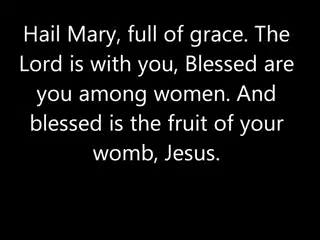 Hail Mary, full of grace. The
Lord is with you, Blessed are
you among women. And
blessed is the fruit of your
womb, Jesus.